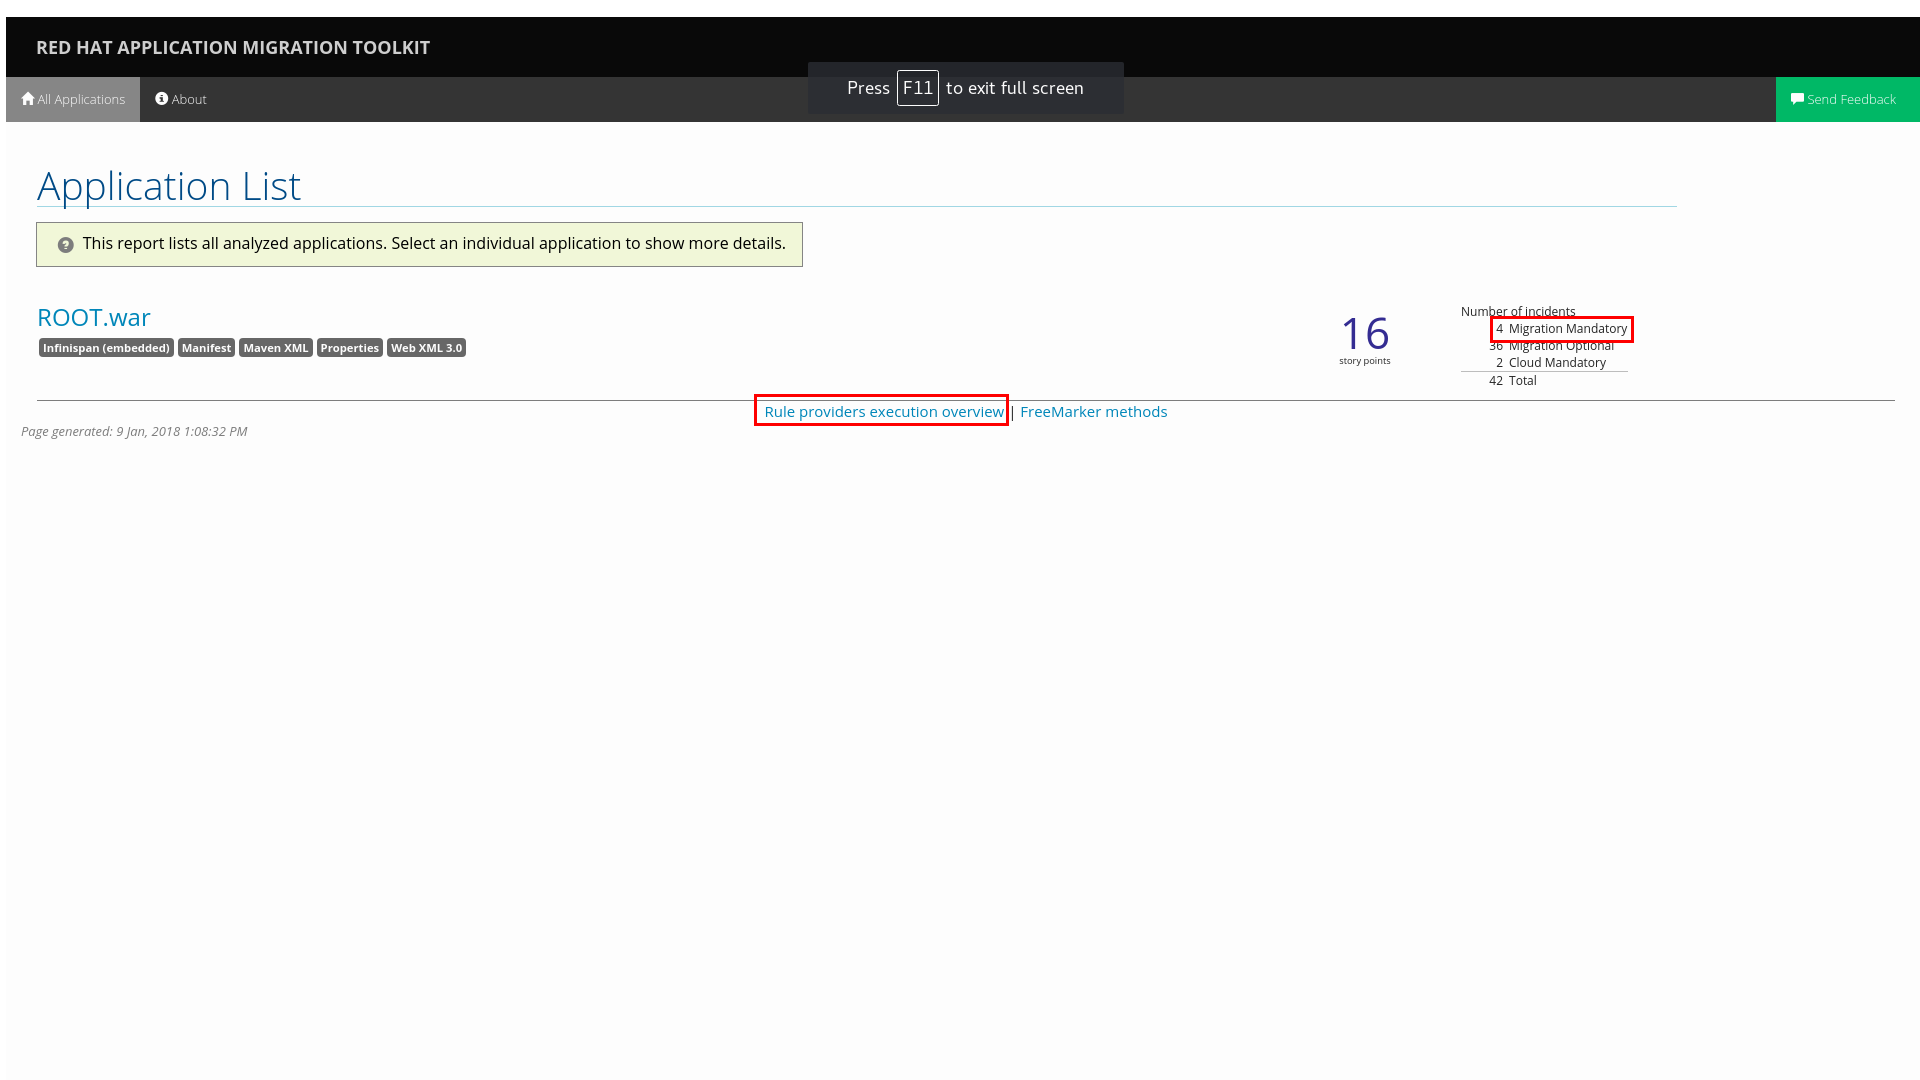 RED HAT APPLICATION MIGRATION TOOLKIT
Press F11 to exit full screen
All Applications About Send Feedback
Application List
This report lists all analyzed applications. Select an individual application to show more details.
ROOT.war
Infinispan (embedded) Manifest Maven XML Properties Web XML 3.0
16
story points
Number of incidents
4 Migration Mandatory
36 Migration Optional
2 Cloud Mandatory
42 Total
Rule providers execution overview | FreeMarker methods
Page generated: 9 Jan, 2018 1:08:32 PM